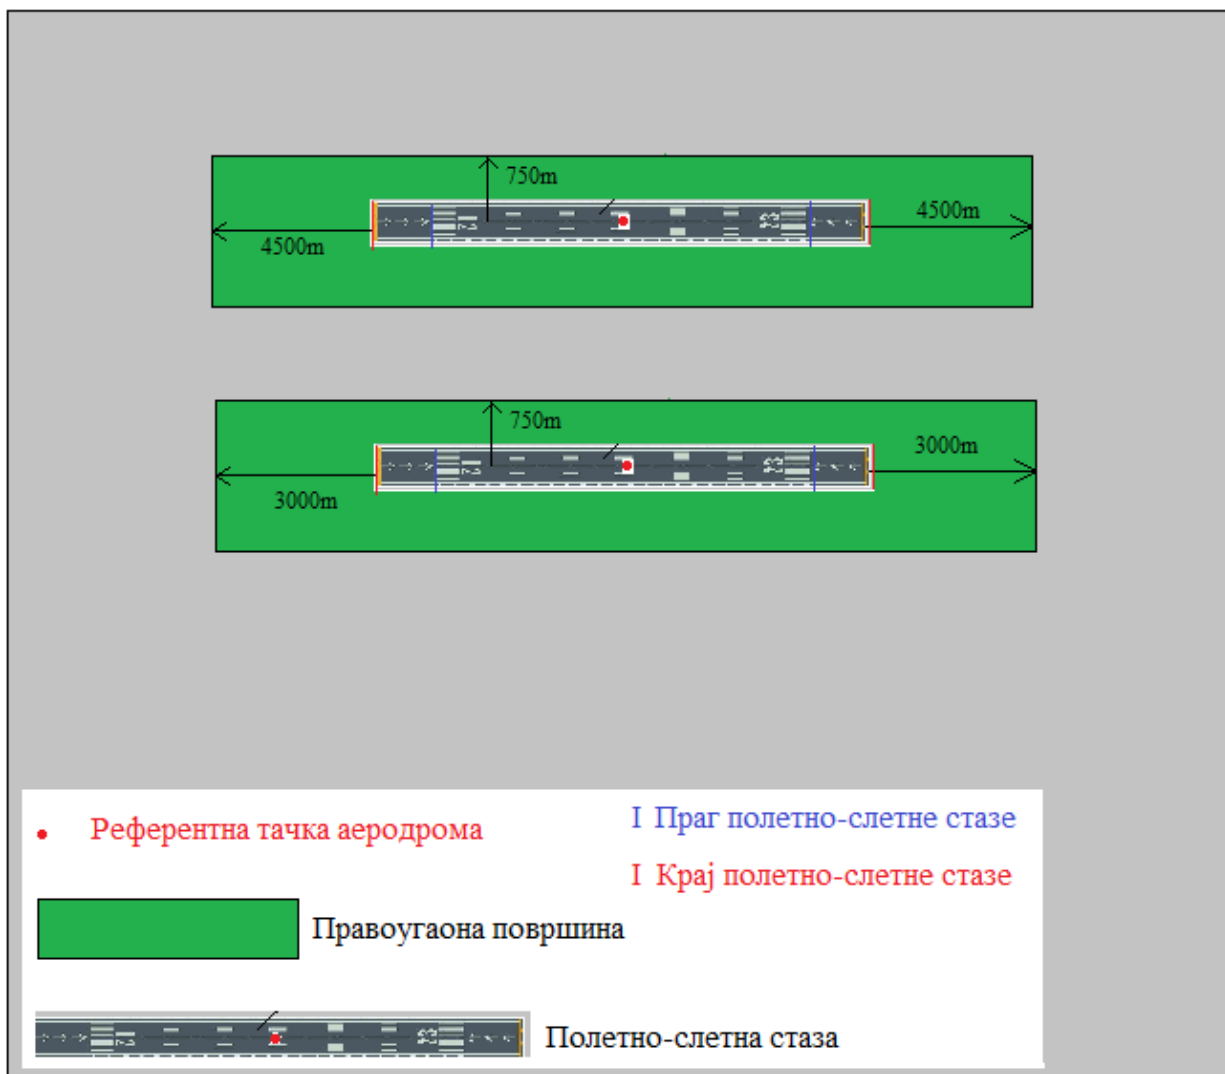 750m
4500m
4500m
750m
3000m
3000m
Референтна тачка аеродрома
I Праг полетно-слетне стазе
I Крај полетно-слетне стазе
Правоугаона површина
Полетно-слетна стаза